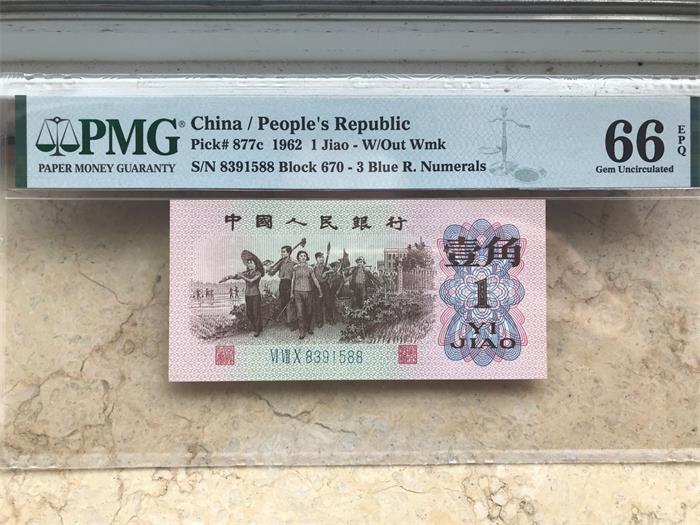 PMG®
PAPER MONEY GUARANTY
China / People's Republic
Pick# 877c 1962 1 Jiao - W/Out Wmk
S/N 8391588 Block 670 - 3 Blue R. Numerals
66 EPQ
Gem Uncirculated
中國人民銀行
壹角
1
YI
JIAO
VI VII X 8391588